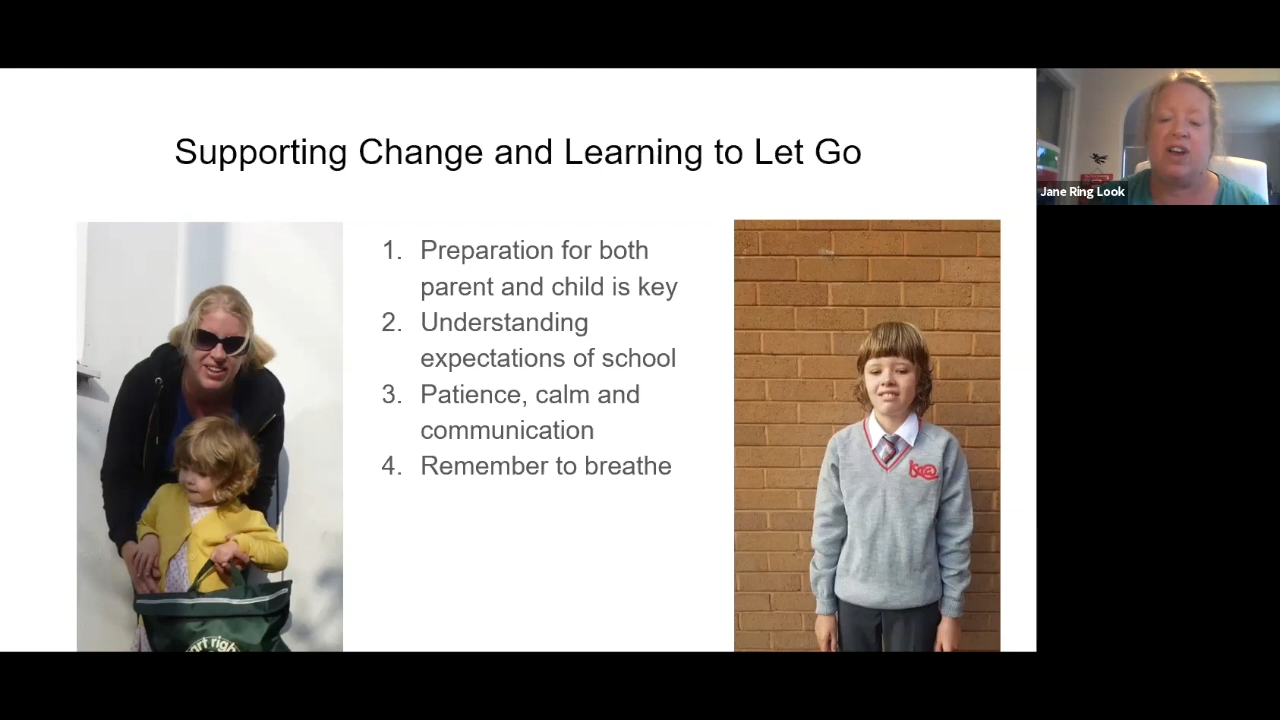 Supporting Change and Learning to Let Go
1. Preparation for both
parent and child is key
2. Understanding
expectations of school
3. Patience, calm and
communication
4. Remember to breathe
Jane Ring Look